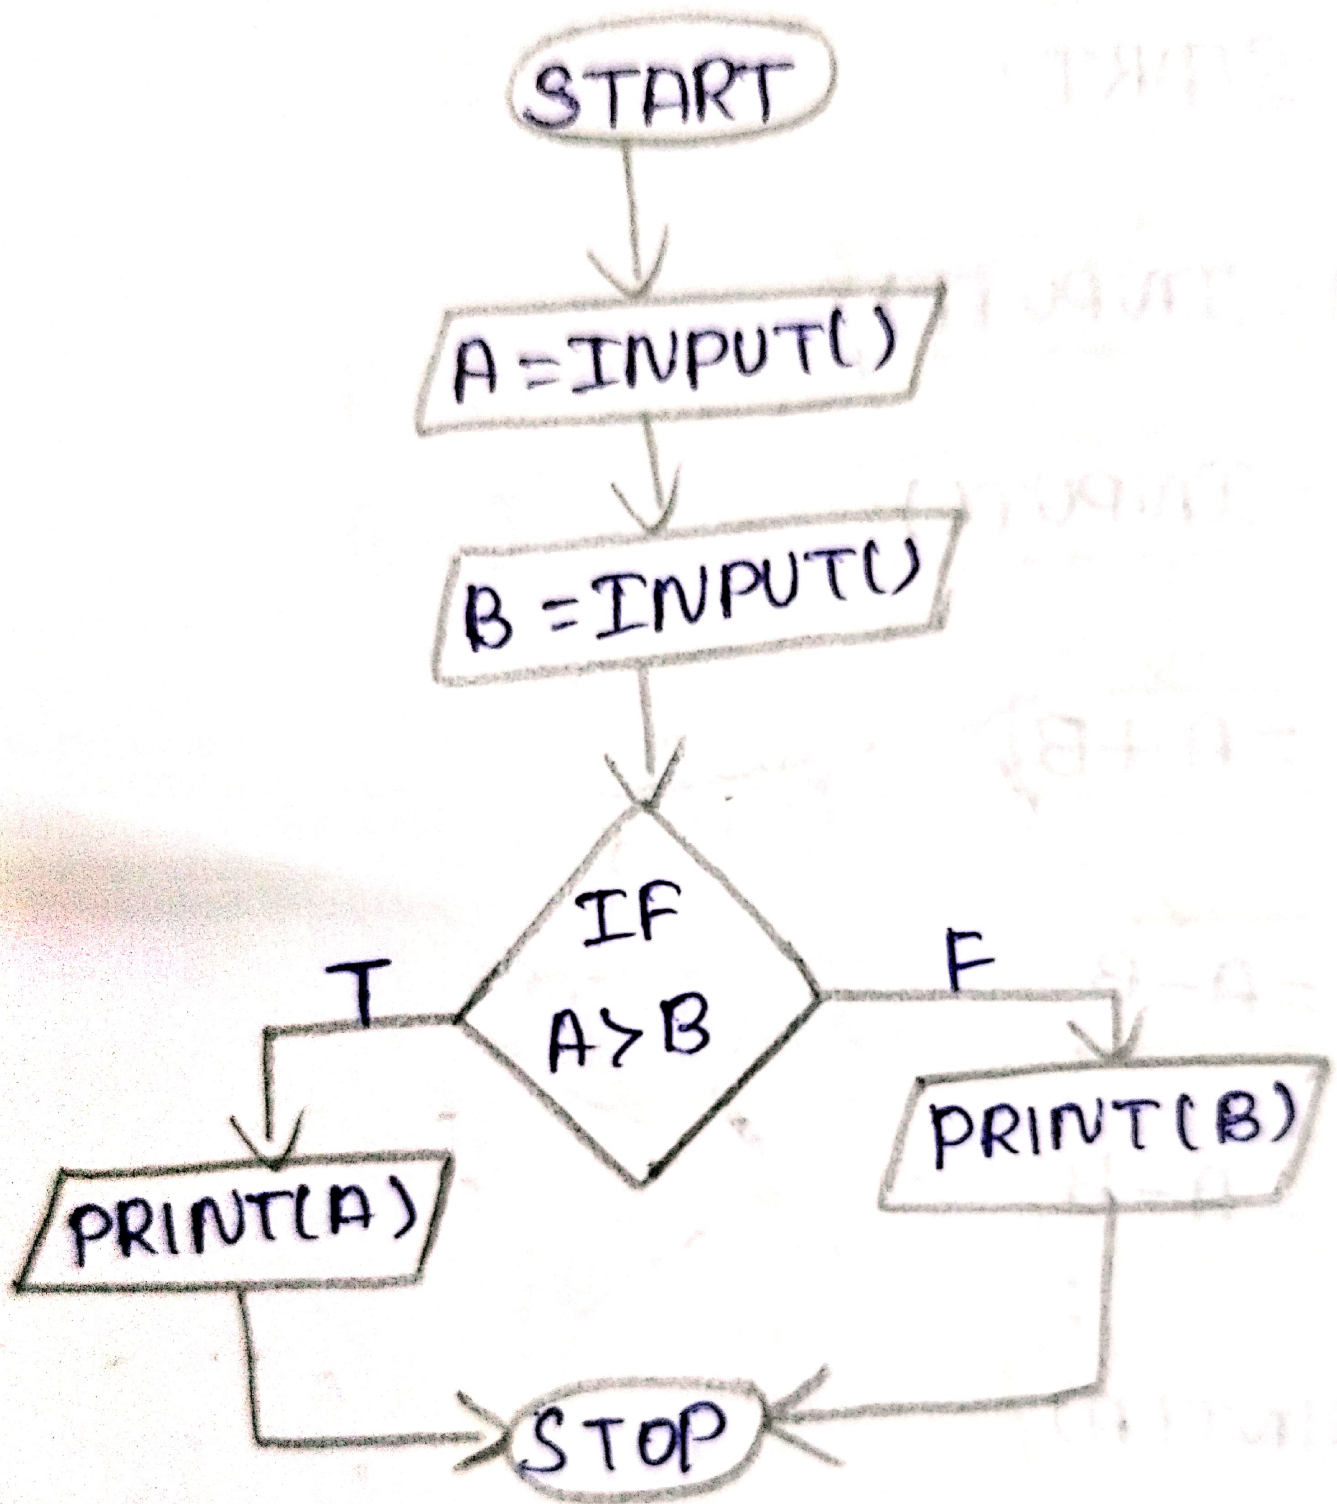 START
A=INPUT()
B=INPUT()
IF
A>B
T
F
PRINT(A)
PRINT(B)
STOP